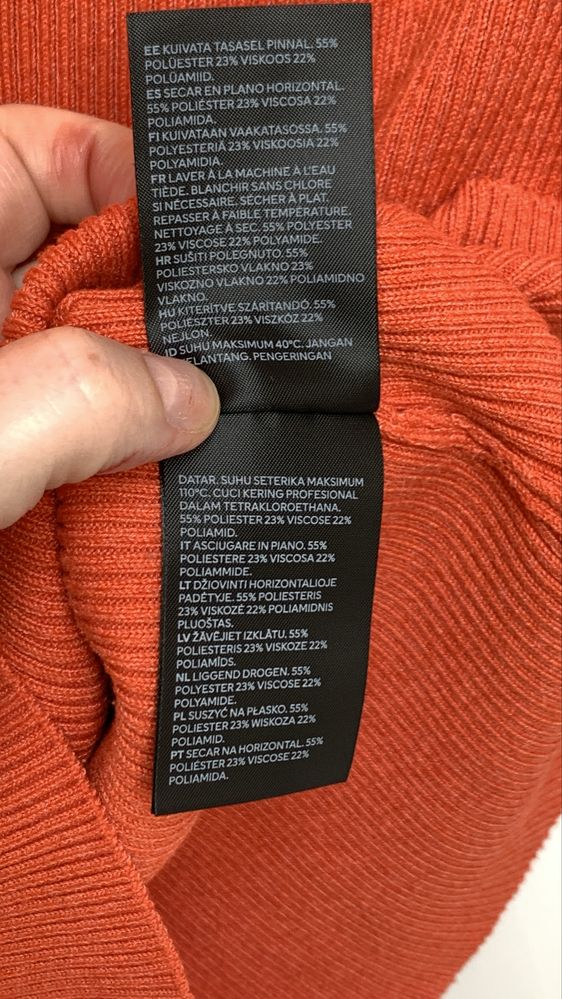 EE KUIVATA TASASEL PINNAL. 55%
POLÜESTER 23% VISKOOS 22%
POLÜAMIID.
ES SECAR EN PLANO HORIZONTAL.
55% POLIÉSTER 23% VISCOSA 22%
POLIAMIDA.
FI KUIVATAAN VAAKATASOSSA. 55%
POLYESTERIÄ 23% VISKOOSIA 22%
POLYAMIDIA.
FR LAVER À LA MACHINE À L'EAU
TIÈDE. BLANCHIR SANS CHLORE
SI NÉCESSAIRE. SÉCHER À PLAT.
REPASSER À FAIBLE TEMPÉRATURE.
NETTOYAGE À SEC. 55% POLYESTER
23% VISCOSE 22% POLYAMIDE.
HR SUŠITI POLEGNUTO. 55%
POLIESTERSKO VLAKNO 23%
VISKOZNO VLAKNO 22% POLIAMIDNO
VLAKNO.
HU KITERÍTVE SZÁRÍTANDÓ. 55%
POLIÉSZTER 23% VISZKÓZ 22%
NEJLON.
ID SUHU MAKSIMUM 40°C. JANGAN
ELANTANG. PENGERINGAN
DATAR. SUHU SETERIKA MAKSIMUM
110°C. CUCI KERING PROFESIONAL
DALAM TETRAKLOROETHANA.
55% POLIESTER 23% VISCOSE 22%
POLIAMID.
IT ASCIUGARE IN PIANO. 55%
POLIESTERE 23% VISCOSA 22%
POLIAMMIDE.
LT DŽIOVINTI HORIZONTALIOJE
PADĖTYJE. 55% POLIESTERIS
23% VISKOZĖ 22% POLIAMIDNIS
PLUOŠTAS.
LV ŽĀVĒJIET IZKLĀTU. 55%
POLIESTERIS 23% VISKOZE 22%
POLIAMĪDS.
NL LIGGEND DROGEN. 55%
POLYESTER 23% VISCOSE 22%
POLYAMIDE.
PL SUSZYĆ NA PŁASKO. 55%
POLIESTER 23% WISKOZA 22%
POLIAMID.
PT SECAR NA HORIZONTAL. 55%
POLIÉSTER 23% VISCOSE 22%
POLIAMIDA.